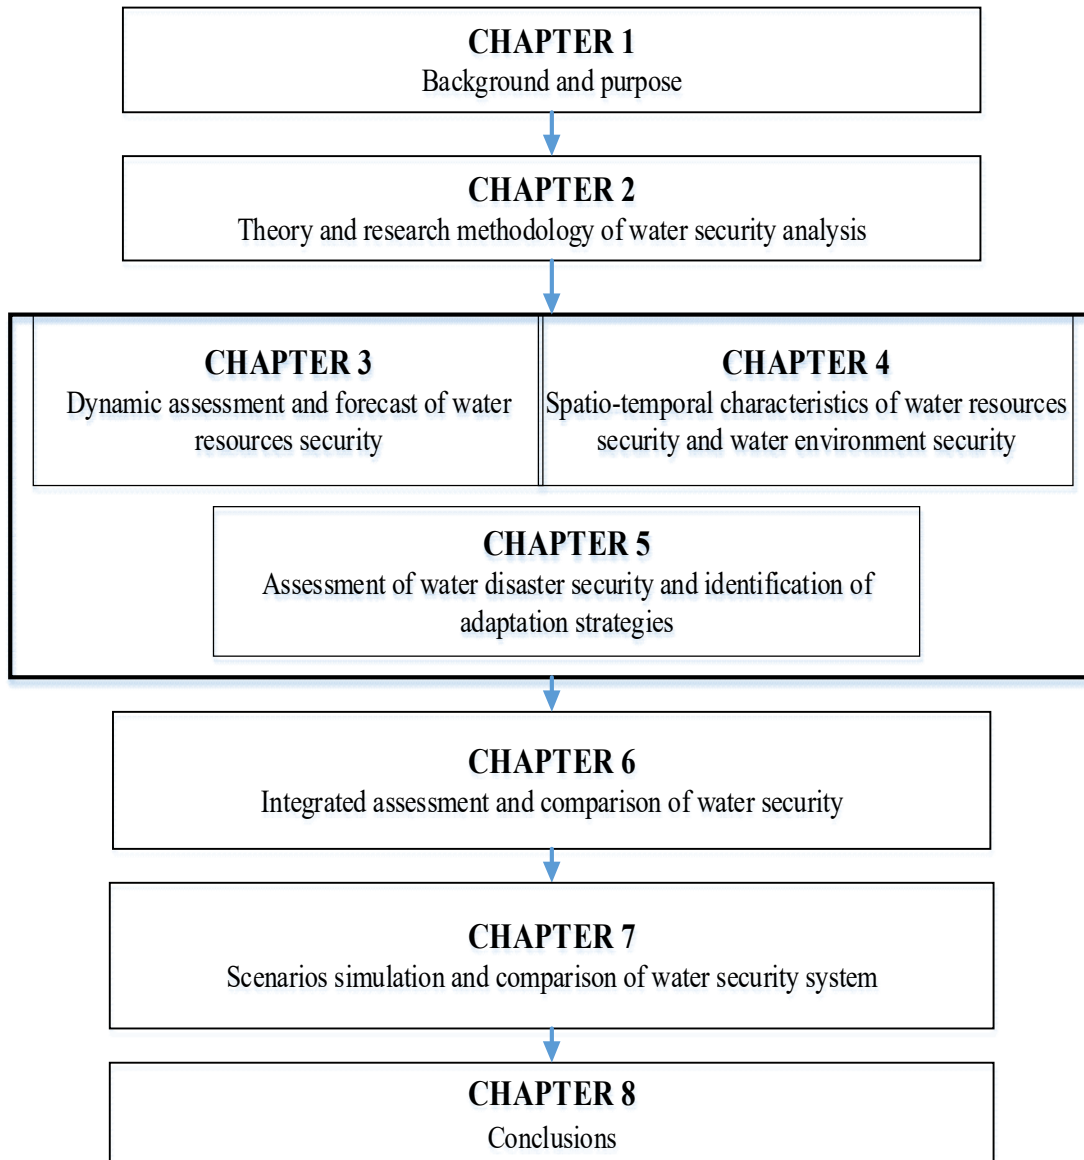 CHAPTER 1
Background and purpose
CHAPTER 2
Theory and research methodology of water security analysis
CHAPTER 3
Dynamic assessment and forecast of water
resources security
CHAPTER 4
Spatio-temporal characteristics of water resources
security and water environment security
CHAPTER 5
Assessment of water disaster security and identification of
adaptation strategies
CHAPTER 6
Integrated assessment and comparison of water security
CHAPTER 7
Scenarios simulation and comparison of water security system
CHAPTER 8
Conclusions